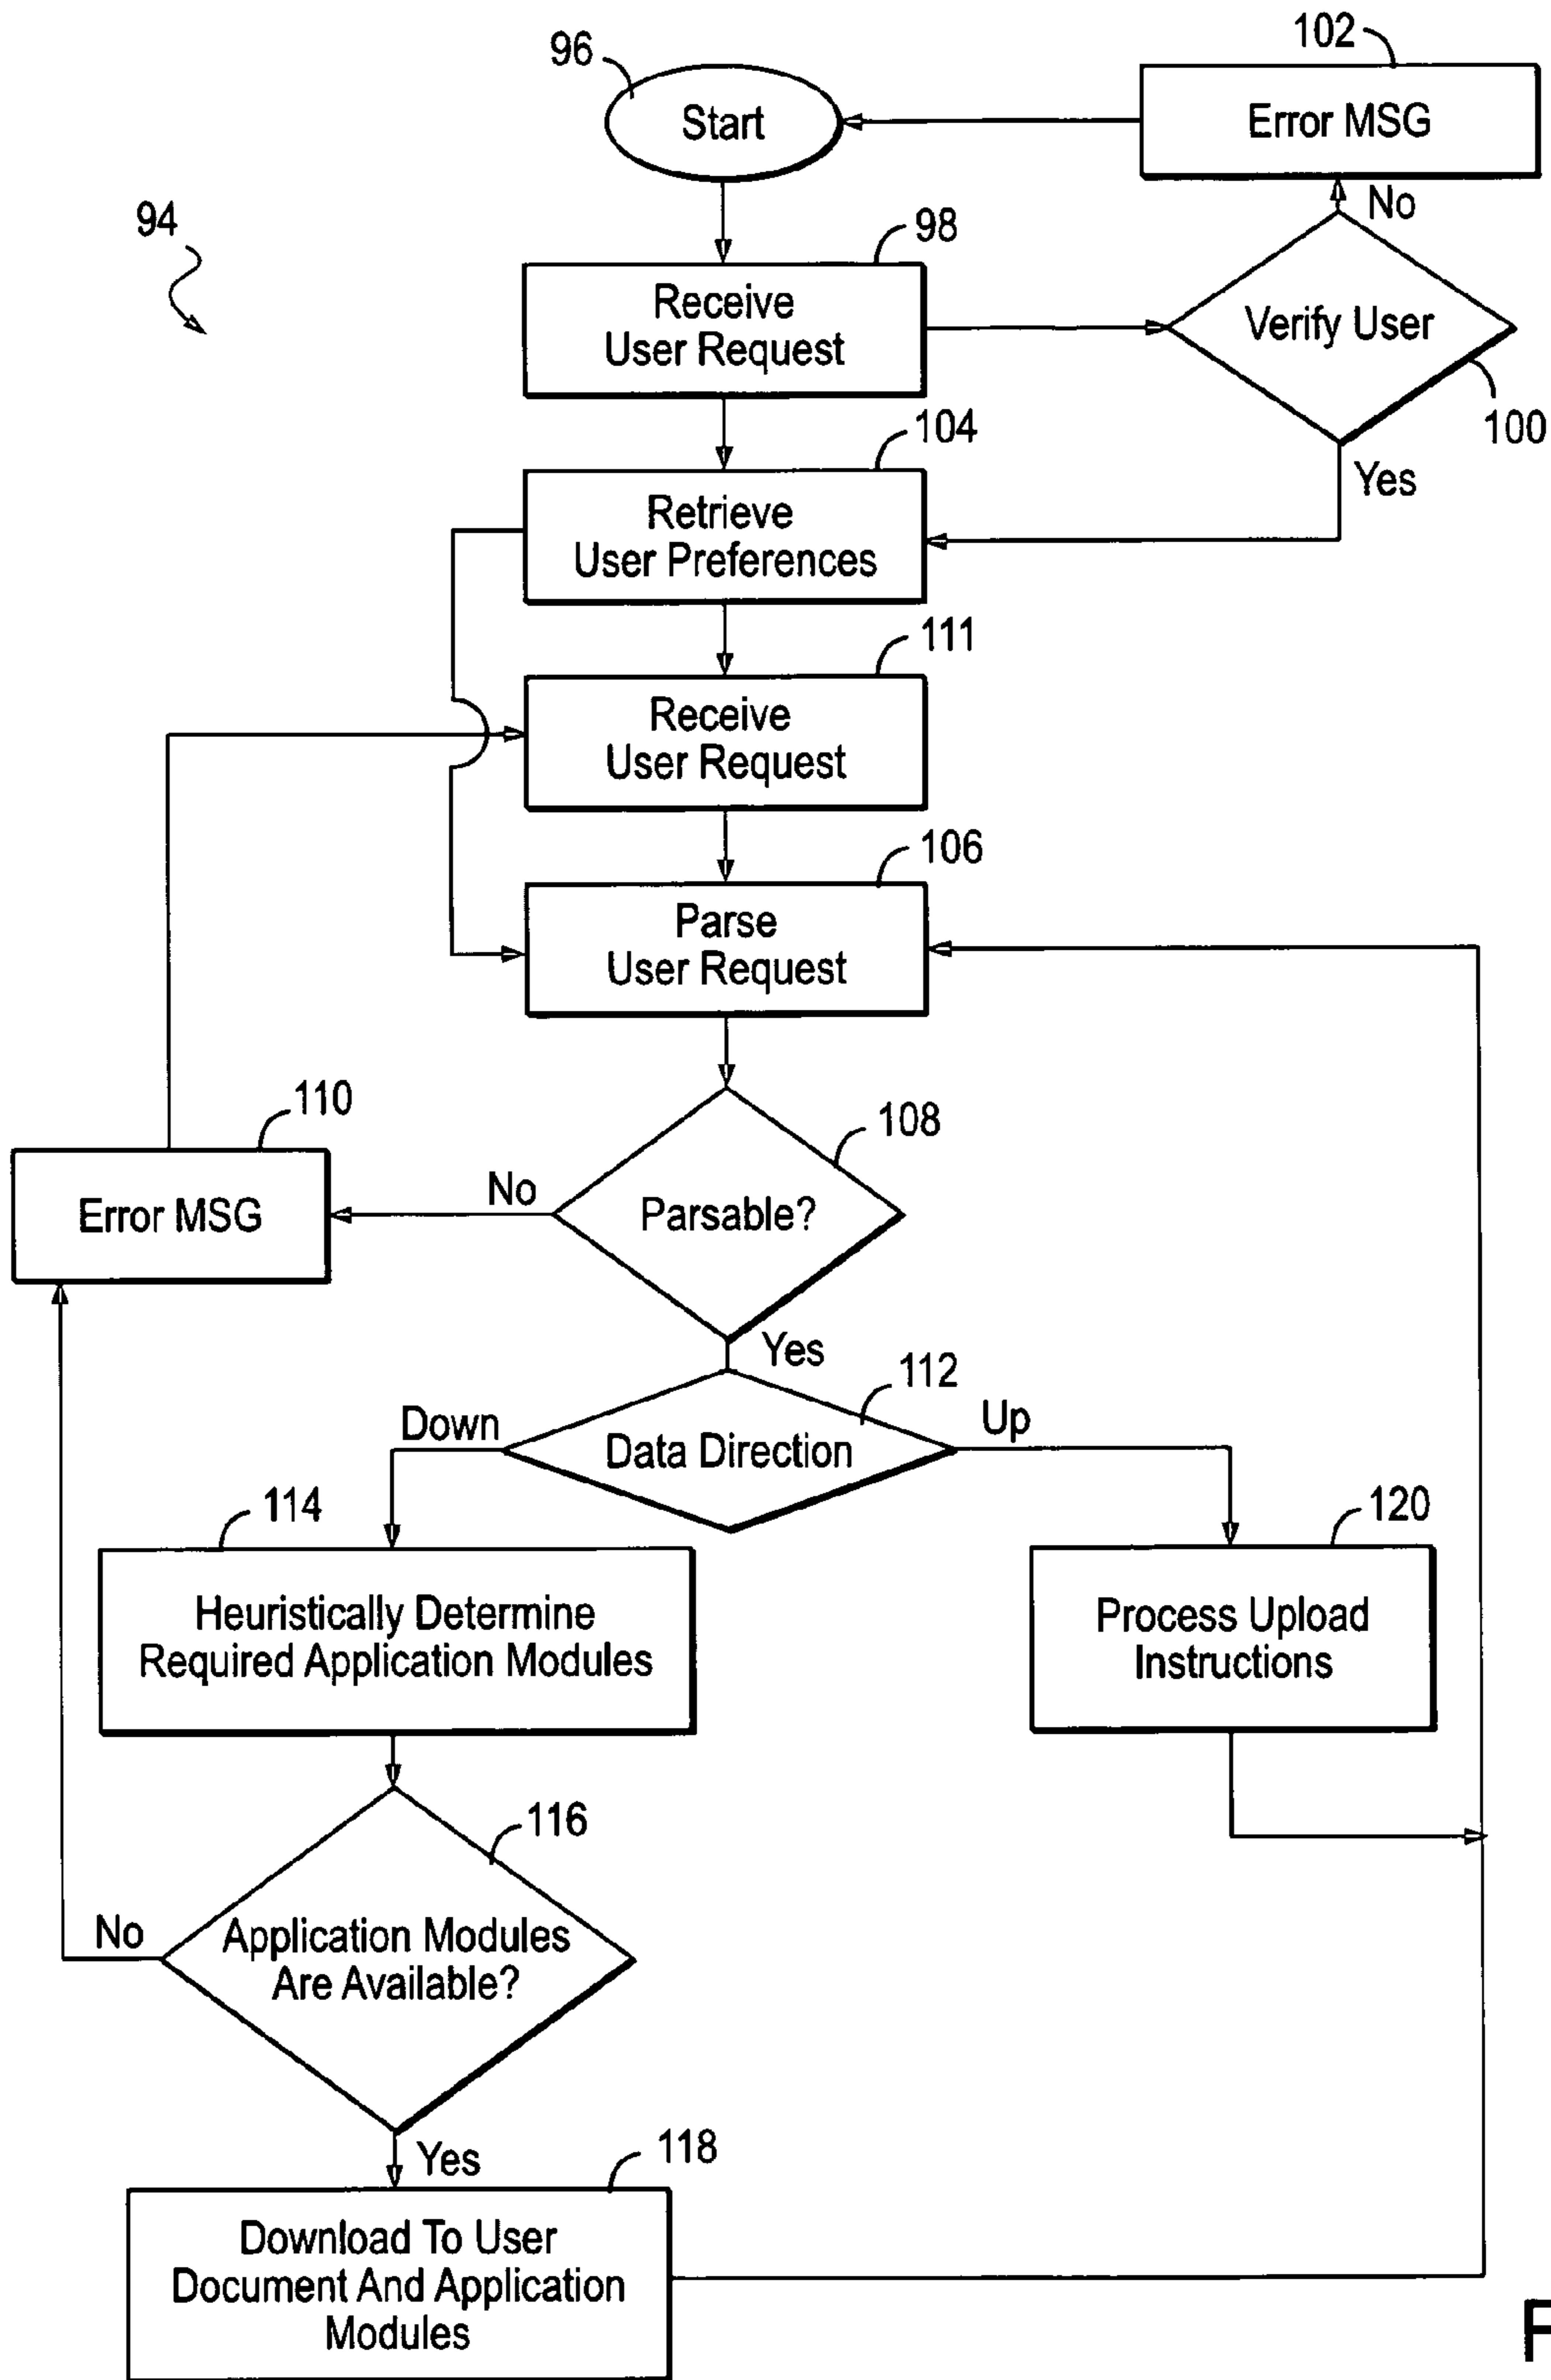 96
Start
102
Error MSG
No
94
98
Receive
User Request
Verify User
100
Yes
104
Retrieve
User Preferences
111
Receive
User Request
106
Parse
User Request
110
Error MSG
No
108
Parsable?
Yes
112
Down
Data Direction
Up
114
Heuristically Determine
Required Application Modules
120
Process Upload
Instructions
116
No
Application Modules
Are Available?
Yes
118
Download To User
Document And Application
Modules
F